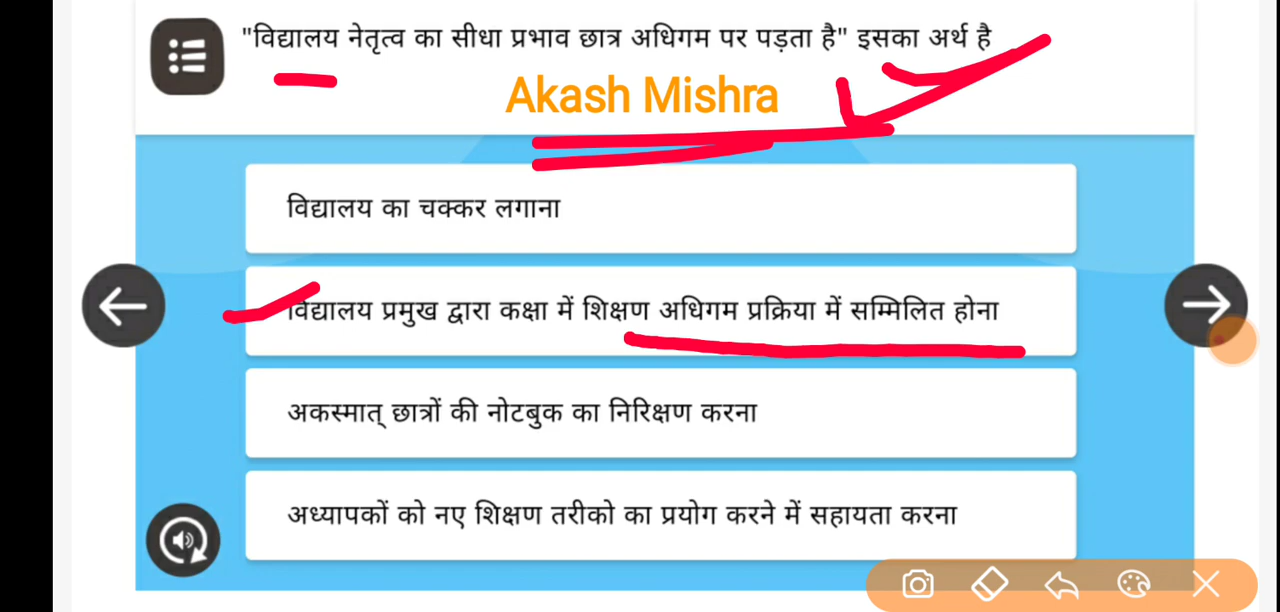 "विद्यालय नेतृत्व का सीधा प्रभाव छात्र अधिगम पर पड़ता है" इसका अर्थ है
Akash Mishra
विद्यालय का चक्कर लगाना
विद्यालय प्रमुख द्वारा कक्षा में शिक्षण अधिगम प्रक्रिया में सम्मिलित होना
अकस्मात् छात्रों की नोटबुक का निरिक्षण करना
अध्यापकों को नए शिक्षण तरीको का प्रयोग करने में सहायता करना